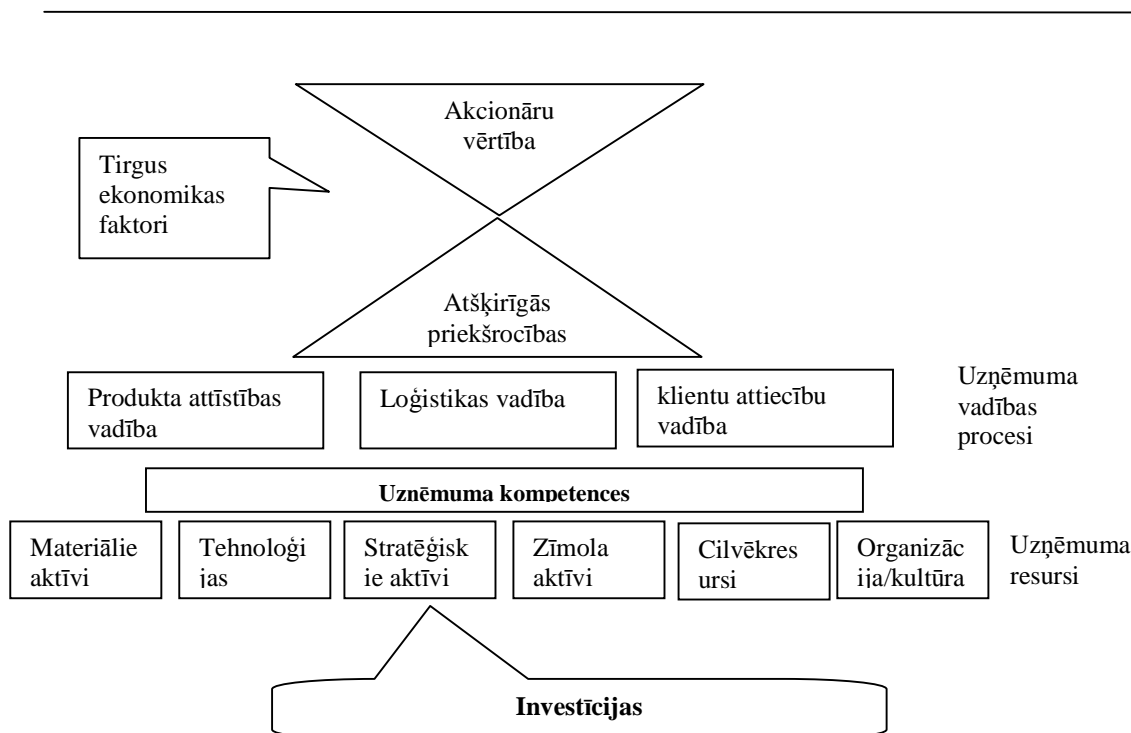 Akcionāru
vērtība
Tirgus
ekonomikas
faktori
Atšķirīgās
priekšrocības
Produkta attīstības
vadība
Loģistikas vadība
klientu attiecību
vadība
Uzņēmuma
vadības
procesi
Uzņēmuma kompetences
Materiālie
aktīvi
Tehnoloģi
jas
Stratēģisk
ie aktīvi
Zīmola
aktīvi
Cilvēkres
ursi
Organizāc
ija/kultūra
Uzņēmuma
resursi
Investīcijas